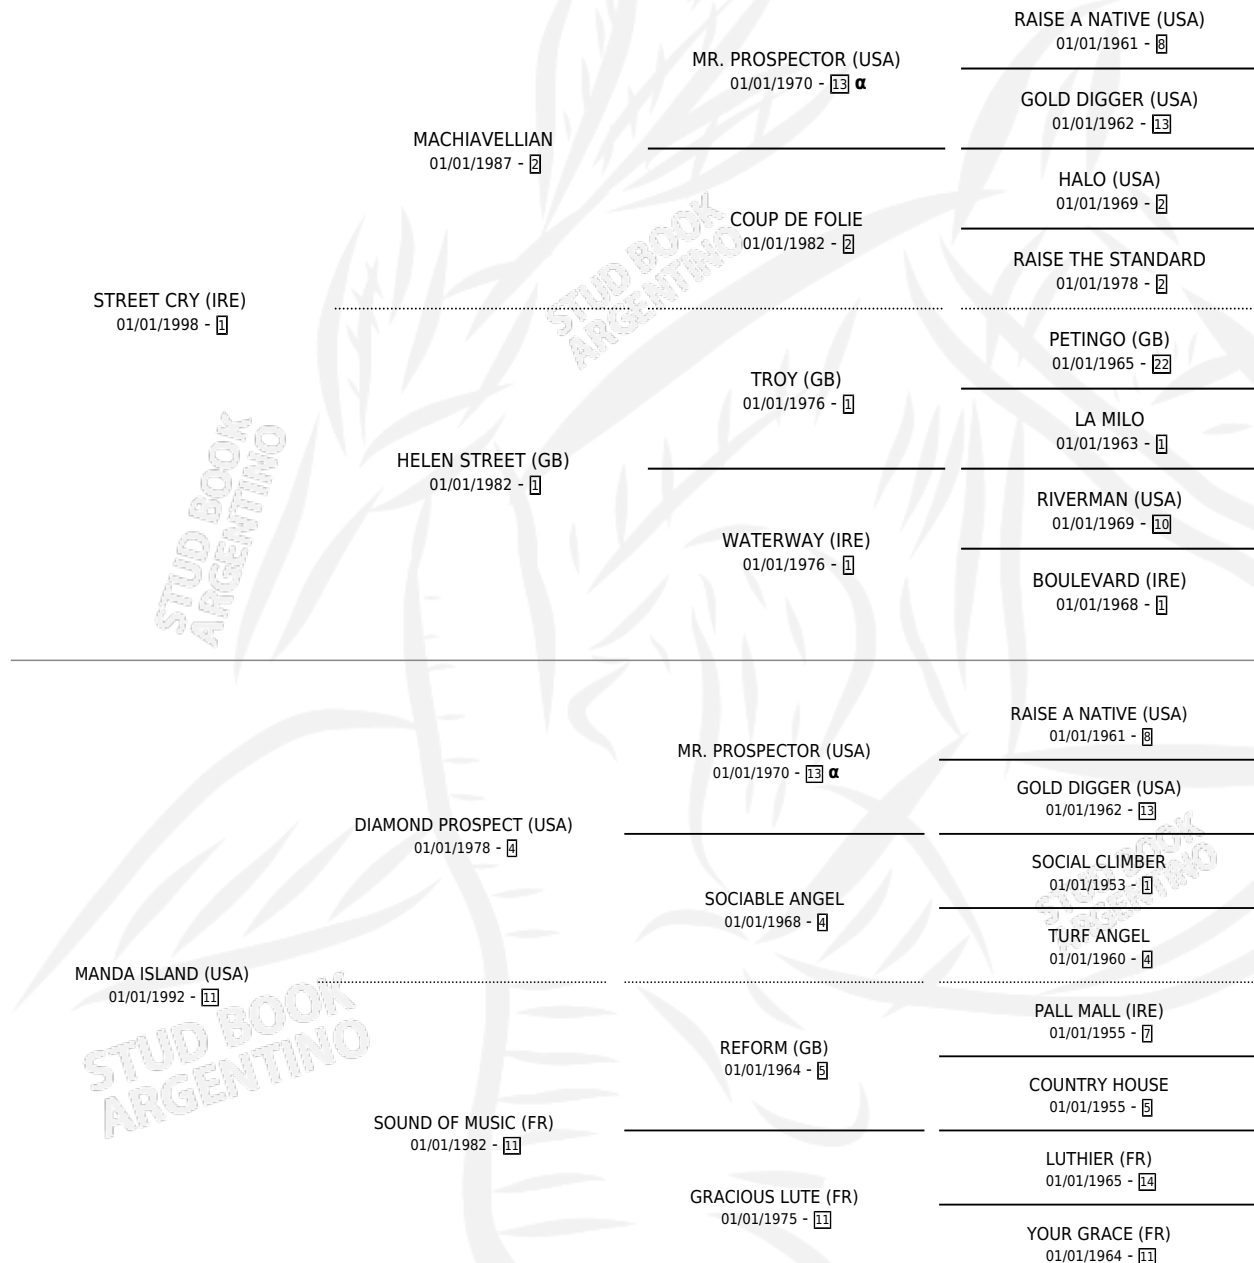 RAISE A NATIVE (USA)
01/01/1961 - 8
MR. PROSPECTOR (USA)
01/01/1970 - 13 α
GOLD DIGGER (USA)
01/01/1962 - 13
MACHIAVELLIAN
01/01/1987 - 2
HALO (USA)
01/01/1969 - 2
COUP DE FOLIE
01/01/1982 - 2
RAISE THE STANDARD
01/01/1978 - 2
STREET CRY (IRE)
01/01/1998 - 1
PETINGO (GB)
01/01/1965 - 22
TROY (GB)
01/01/1976 - 1
LA MILO
01/01/1963 - 1
HELEN STREET (GB)
01/01/1982 - 1
RIVERMAN (USA)
01/01/1969 - 10
WATERWAY (IRE)
01/01/1976 - 1
BOULEVARD (IRE)
01/01/1968 - 1
RAISE A NATIVE (USA)
01/01/1961 - 8
MR. PROSPECTOR (USA)
01/01/1970 - 13 α
GOLD DIGGER (USA)
01/01/1962 - 13
DIAMOND PROSPECT (USA)
01/01/1978 - 4
SOCIAL CLIMBER
01/01/1953 - 1
SOCIABLE ANGEL
01/01/1968 - 4
TURF ANGEL
01/01/1960 - 4
MANDA ISLAND (USA)
01/01/1992 - 11
PALL MALL (IRE)
01/01/1955 - 7
REFORM (GB)
01/01/1964 - 5
COUNTRY HOUSE
01/01/1955 - 5
SOUND OF MUSIC (FR)
01/01/1982 - 11
LUTHIER (FR)
01/01/1965 - 14
GRACIOUS LUTE (FR)
01/01/1975 - 11
YOUR GRACE (FR)
01/01/1964 - 11
STUD BOOK
ARGENTINO
STUD BOOK
ARGENTINO
STUD BOOK
ARGENTINO
STUD BOOK
ARGENTINO